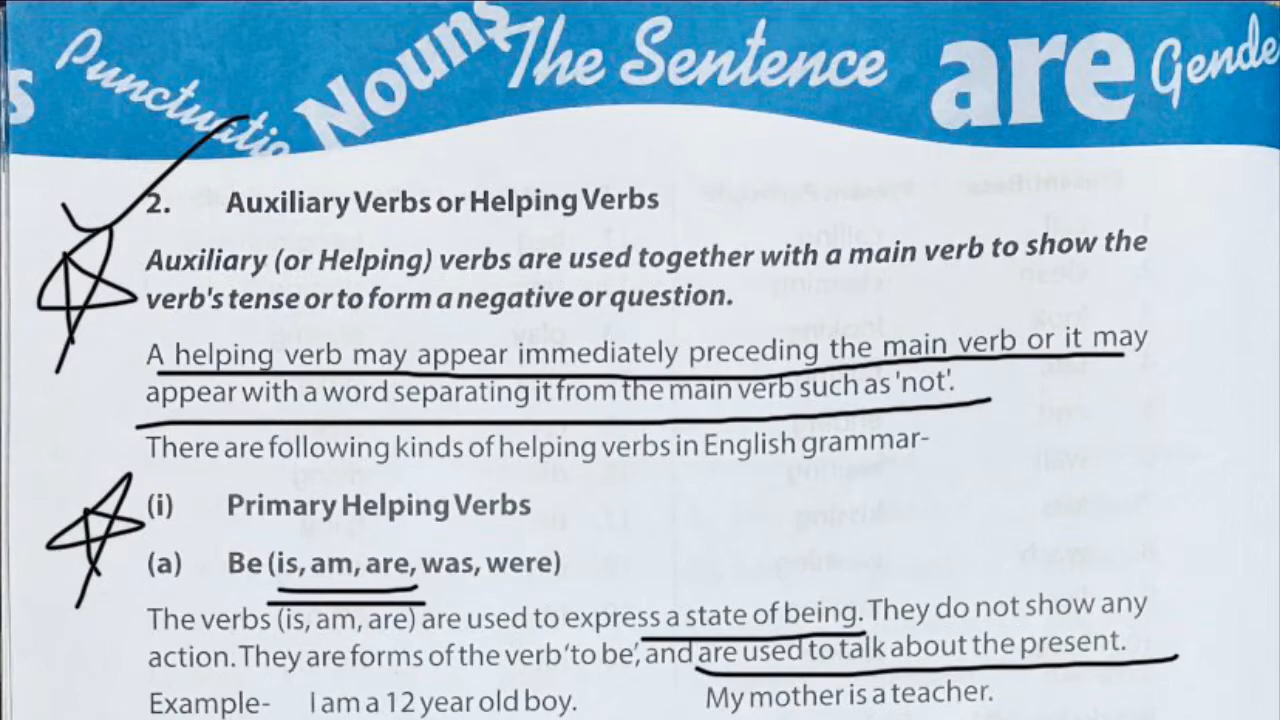 s Punctuatio Nouns The Sentence are Gende
2. Auxiliary Verbs or Helping Verbs
Auxiliary (or Helping) verbs are used together with a main verb to show the
verb's tense or to form a negative or question.
A helping verb may appear immediately preceding the main verb or it may
appear with a word separating it from the main verb such as 'not'.
There are following kinds of helping verbs in English grammar-
(i) Primary Helping Verbs
(a) Be (is, am, are, was, were)
The verbs (is, am, are) are used to express a state of being. They do not show any
action. They are forms of the verb 'to be', and are used to talk about the present.
Example- I am a 12 year old boy. My mother is a teacher.